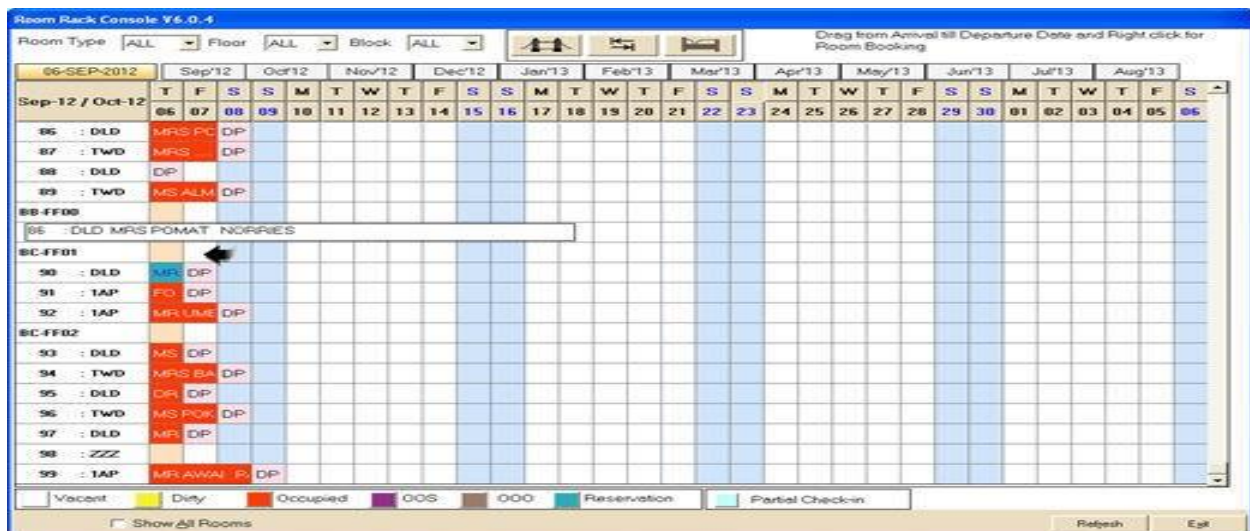 Room Rack Console V6.0.4
Room Type ALL Floor ALL Block ALL Drag from Arrival till Departure Date and Right click for
Room Booking
06-SEP-2012 Sep'12 Oct'12 Nov'12 Dec'12 Jan'13 Feb'13 Mar'13 Apr'13 May'13 Jun'13 Jul'13 Aug'13
Sep-12 / Oct-12 T F S S M T W T F S S M T W T F S S M T W T F S S M T W T F S
06 07 08 09 10 11 12 13 14 15 16 17 18 19 20 21 22 23 24 25 26 27 28 29 30 01 02 03 04 05 06
86 : DLD MRS PC DP
87 : TWD MRS DP
88 : DLD DP
89 : TWD MS ALM DP
BB-FF00
86 : DLD MRS POMAT NORRIES
BC-FF01
90 : DLD MR DP
91 : 1AP FO DP
92 : 1AP MR UME DP
BC-FF02
93 : DLD MS DP
94 : TWD MRS BA DP
95 : DLD DR DP
96 : TWD MS POK DP
97 : DLD MR DP
98 : ZZZ
99 : 1AP MR AWAL DP
Vacant Dirty Occupied OOS OOO Reservation Partial Check-in
Show All Rooms Refresh Exit